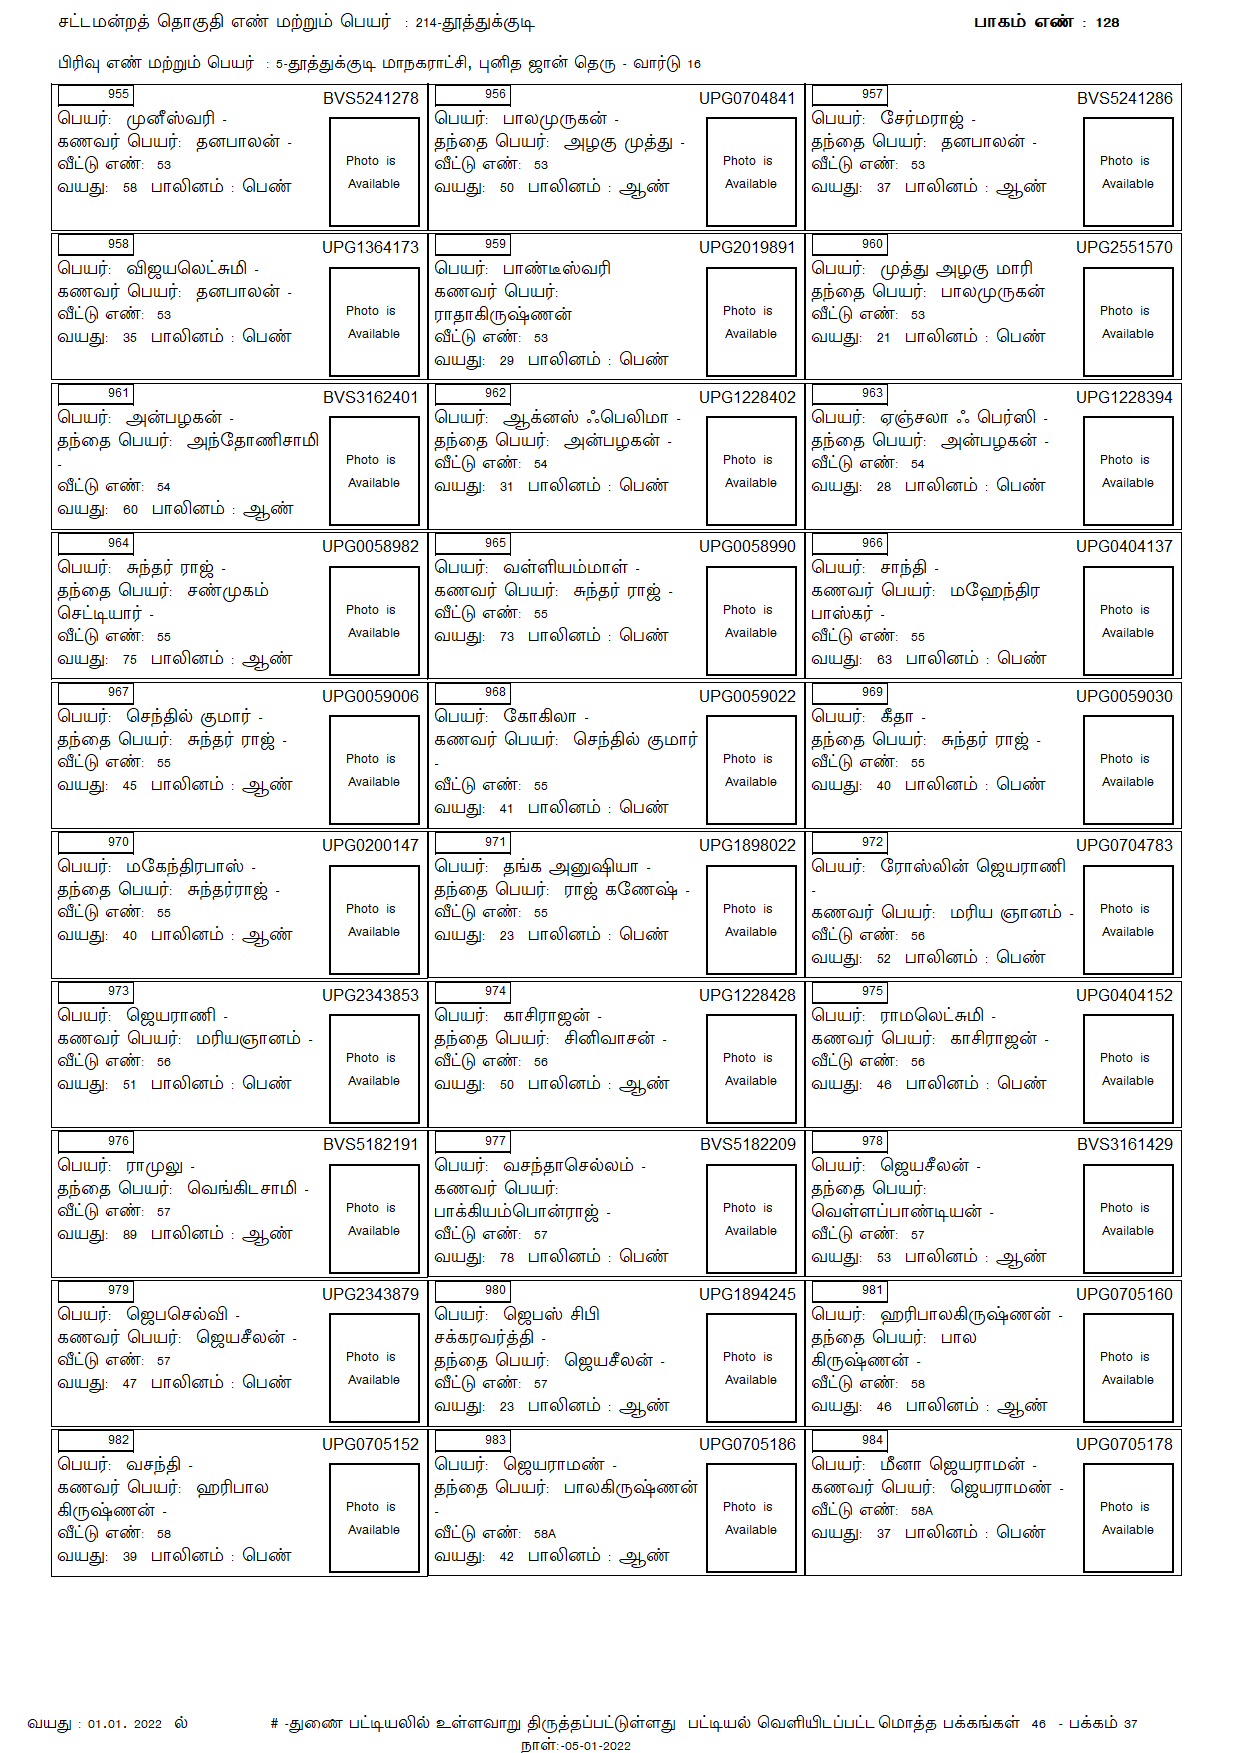 சட்டமன்றத் தொகுதி எண் மற்றும் பெயர் : 214-தூத்துக்குடி
பாகம் எண் : 128
பிரிவு எண் மற்றும் பெயர் : 5-தூத்துக்குடி மாநகராட்சி, புனித ஜான் தெரு - வார்டு 16
955 BVS5241278
பெயர்: முனீஸ்வரி -
கணவர் பெயர்: தனபாலன் -
வீட்டு எண்: 53
வயது: 58 பாலினம் : பெண்
Photo is
Available
956 UPG0704841
பெயர்: பாலமுருகன் -
தந்தை பெயர்: அழகு முத்து -
வீட்டு எண்: 53
வயது: 50 பாலினம் : ஆண்
Photo is
Available
957 BVS5241286
பெயர்: சேர்மராஜ் -
தந்தை பெயர்: தனபாலன் -
வீட்டு எண்: 53
வயது: 37 பாலினம் : ஆண்
Photo is
Available
958 UPG1364173
பெயர்: விஜயலெட்சுமி -
கணவர் பெயர்: தனபாலன் -
வீட்டு எண்: 53
வயது: 35 பாலினம் : பெண்
Photo is
Available
959 UPG2019891
பெயர்: பாண்டீஸ்வரி
கணவர் பெயர்:
ராதாகிருஷ்ணன்
வீட்டு எண்: 53
வயது: 29 பாலினம் : பெண்
Photo is
Available
960 UPG2551570
பெயர்: முத்து அழகு மாரி
தந்தை பெயர்: பாலமுருகன்
வீட்டு எண்: 53
வயது: 21 பாலினம் : பெண்
Photo is
Available
961 BVS3162401
பெயர்: அன்பழகன் -
தந்தை பெயர்: அந்தோணிசாமி
-
வீட்டு எண்: 54
வயது: 60 பாலினம் : ஆண்
Photo is
Available
962 UPG1228402
பெயர்: ஆக்னஸ் ஃபெலிமா -
தந்தை பெயர்: அன்பழகன் -
வீட்டு எண்: 54
வயது: 31 பாலினம் : பெண்
Photo is
Available
963 UPG1228394
பெயர்: ஏஞ்சலா ஃ பெர்ஸி -
தந்தை பெயர்: அன்பழகன் -
வீட்டு எண்: 54
வயது: 28 பாலினம் : பெண்
Photo is
Available
964 UPG0058982
பெயர்: சுந்தர் ராஜ் -
தந்தை பெயர்: சண்முகம்
செட்டியார் -
வீட்டு எண்: 55
வயது: 75 பாலினம் : ஆண்
Photo is
Available
965 UPG0058990
பெயர்: வள்ளியம்மாள் -
கணவர் பெயர்: சுந்தர் ராஜ் -
வீட்டு எண்: 55
வயது: 73 பாலினம் : பெண்
Photo is
Available
966 UPG0404137
பெயர்: சாந்தி -
கணவர் பெயர்: மஹேந்திர
பாஸ்கர் -
வீட்டு எண்: 55
வயது: 63 பாலினம் : பெண்
Photo is
Available
967 UPG0059006
பெயர்: செந்தில் குமார் -
தந்தை பெயர்: சுந்தர் ராஜ் -
வீட்டு எண்: 55
வயது: 45 பாலினம் : ஆண்
Photo is
Available
968 UPG0059022
பெயர்: கோகிலா -
கணவர் பெயர்: செந்தில் குமார்
-
வீட்டு எண்: 55
வயது: 41 பாலினம் : பெண்
Photo is
Available
969 UPG0059030
பெயர்: கீதா -
தந்தை பெயர்: சுந்தர் ராஜ் -
வீட்டு எண்: 55
வயது: 40 பாலினம் : பெண்
Photo is
Available
970 UPG0200147
பெயர்: மகேந்திரபாஸ் -
தந்தை பெயர்: சுந்தர்ராஜ் -
வீட்டு எண்: 55
வயது: 40 பாலினம் : ஆண்
Photo is
Available
971 UPG1898022
பெயர்: தங்க அனுஷியா -
தந்தை பெயர்: ராஜ் கணேஷ் -
வீட்டு எண்: 55
வயது: 23 பாலினம் : பெண்
Photo is
Available
972 UPG0704783
பெயர்: ரோஸ்லின் ஜெயராணி
-
கணவர் பெயர்: மரிய ஞானம் -
வீட்டு எண்: 56
வயது: 52 பாலினம் : பெண்
Photo is
Available
973 UPG2343853
பெயர்: ஜெயராணி -
கணவர் பெயர்: மரியஞானம் -
வீட்டு எண்: 56
வயது: 51 பாலினம் : பெண்
Photo is
Available
974 UPG1228428
பெயர்: காசிராஜன் -
தந்தை பெயர்: சினிவாசன் -
வீட்டு எண்: 56
வயது: 50 பாலினம் : ஆண்
Photo is
Available
975 UPG0404152
பெயர்: ராமலெட்சுமி -
கணவர் பெயர்: காசிராஜன் -
வீட்டு எண்: 56
வயது: 46 பாலினம் : பெண்
Photo is
Available
976 BVS5182191
பெயர்: ராமுலு -
தந்தை பெயர்: வெங்கிடசாமி -
வீட்டு எண்: 57
வயது: 89 பாலினம் : ஆண்
Photo is
Available
977 BVS5182209
பெயர்: வசந்தாசெல்லம் -
கணவர் பெயர்:
பாக்கியம்பொன்ராஜ் -
வீட்டு எண்: 57
வயது: 78 பாலினம் : பெண்
Photo is
Available
978 BVS3161429
பெயர்: ஜெயசீலன் -
தந்தை பெயர்:
வெள்ளப்பாண்டியன் -
வீட்டு எண்: 57
வயது: 53 பாலினம் : ஆண்
Photo is
Available
979 UPG2343879
பெயர்: ஜெபசெல்வி -
கணவர் பெயர்: ஜெயசீலன் -
வீட்டு எண்: 57
வயது: 47 பாலினம் : பெண்
Photo is
Available
980 UPG1894245
பெயர்: ஜெபஸ் சிபி
சக்கரவர்த்தி -
தந்தை பெயர்: ஜெயசீலன் -
வீட்டு எண்: 57
வயது: 23 பாலினம் : ஆண்
Photo is
Available
981 UPG0705160
பெயர்: ஹரிபாலகிருஷ்ணன் -
தந்தை பெயர்: பால
கிருஷ்ணன் -
வீட்டு எண்: 58
வயது: 46 பாலினம் : ஆண்
Photo is
Available
982 UPG0705152
பெயர்: வசந்தி -
கணவர் பெயர்: ஹரிபால
கிருஷ்ணன் -
வீட்டு எண்: 58
வயது: 39 பாலினம் : பெண்
Photo is
Available
983 UPG0705186
பெயர்: ஜெயராமண் -
தந்தை பெயர்: பாலகிருஷ்ணன்
-
வீட்டு எண்: 58A
வயது: 42 பாலினம் : ஆண்
Photo is
Available
984 UPG0705178
பெயர்: மீனா ஜெயராமன் -
கணவர் பெயர்: ஜெயராமண் -
வீட்டு எண்: 58A
வயது: 37 பாலினம் : பெண்
Photo is
Available
வயது : 01.01. 2022 ல் # -துணை பட்டியலில் உள்ளவாறு திருத்தப்பட்டுள்ளது பட்டியல் வெளியிடப்பட்ட மொத்த பக்கங்கள் 46 - பக்கம் 37
நாள்:-05-01-2022